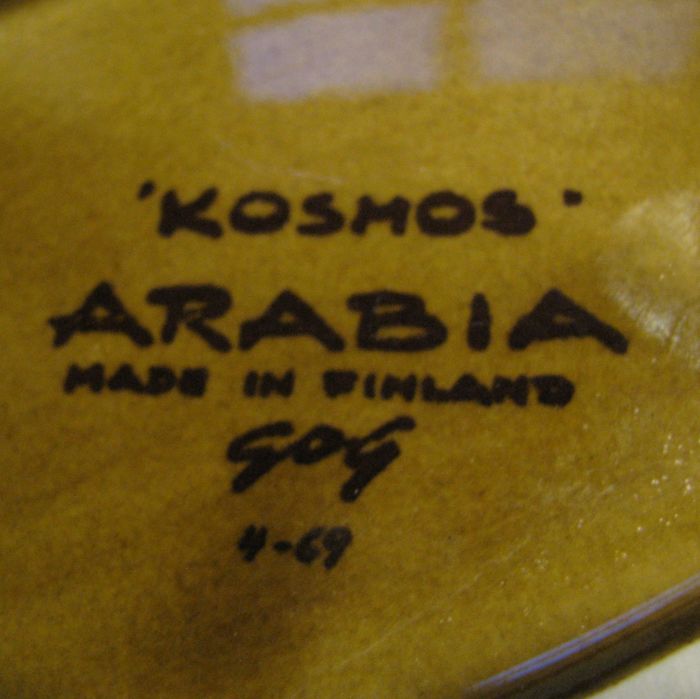 'KOSMOS'
ARABIA
MADE IN FINLAND
GOG
4-69